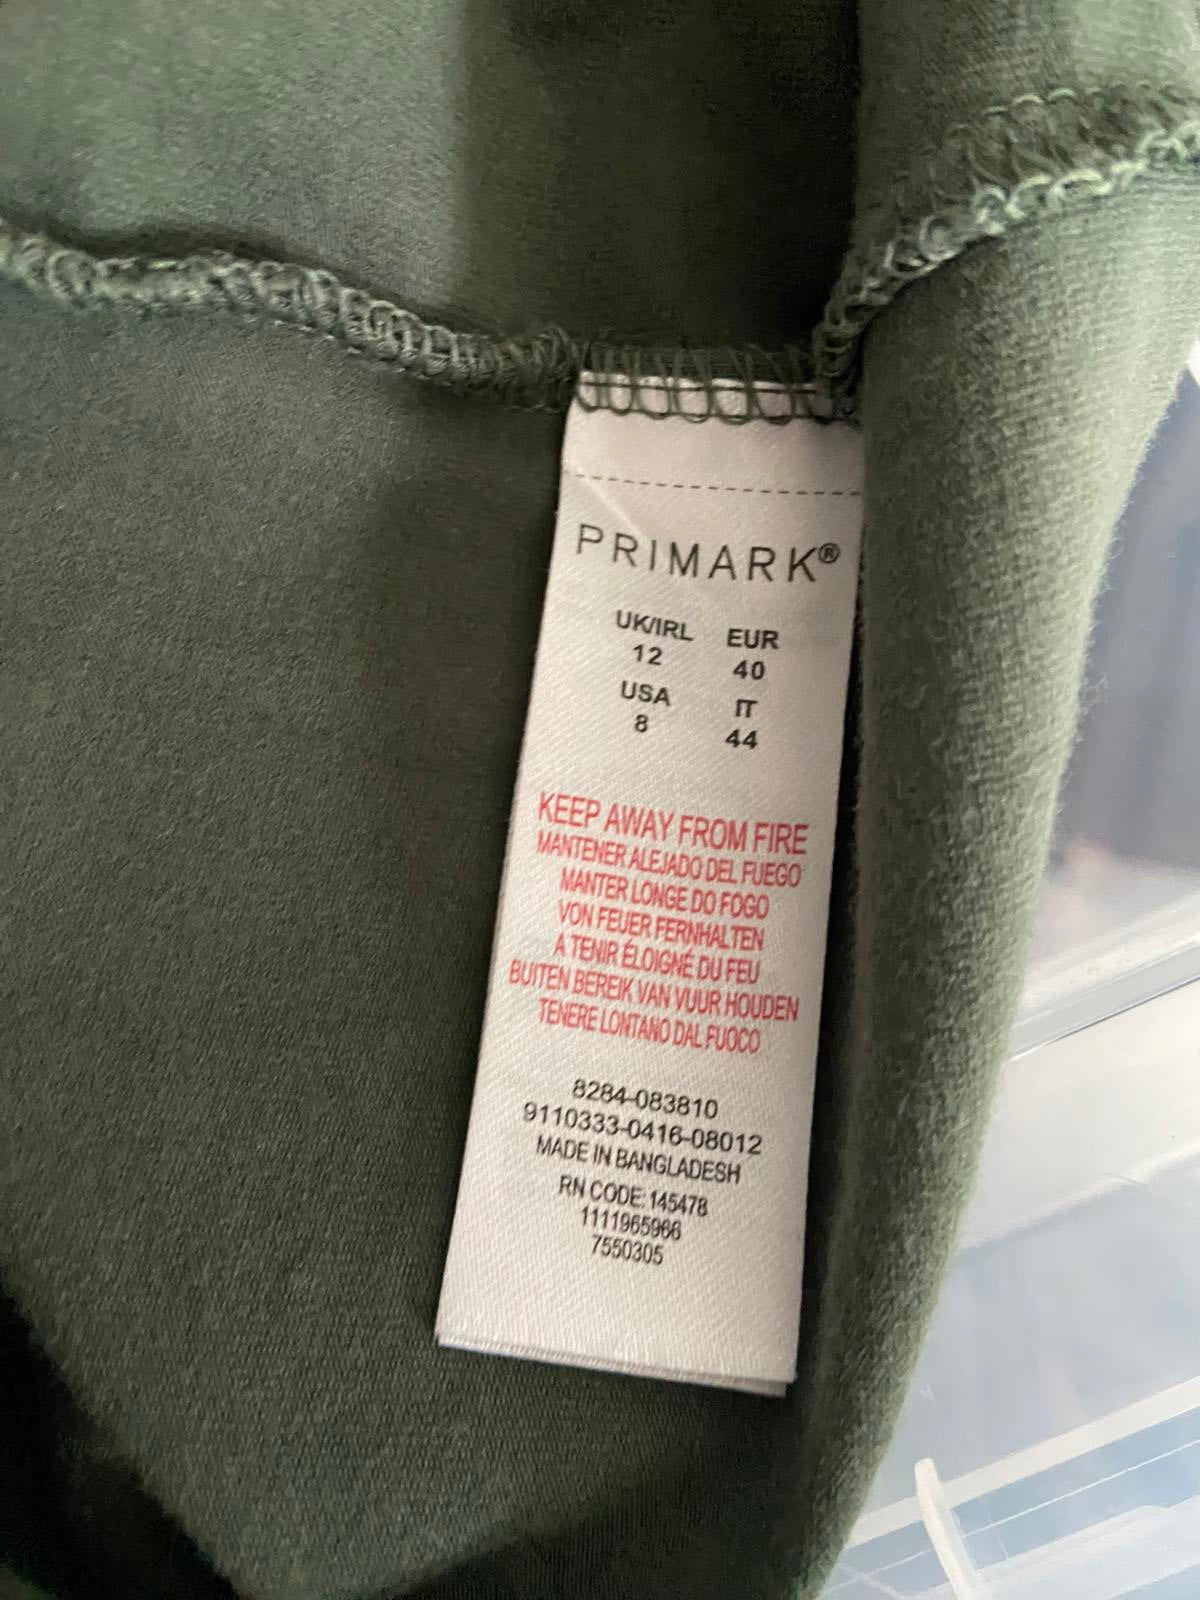 PRIMARK®
UK/IRL EUR
12 40
USA IT
8 44
KEEP AWAY FROM FIRE
MANTENER ALEJADO DEL FUEGO
MANTER LONGE DO FOGO
VON FEUER FERNHALTEN
A TENIR ÉLOIGNÉ DU FEU
BUITEN BEREIK VAN VUUR HOUDEN
TENERE LONTANO DAL FUOCO
8284-083810
9110333-0416-08012
MADE IN BANGLADESH
RN CODE: 145478
1111965966
7550305